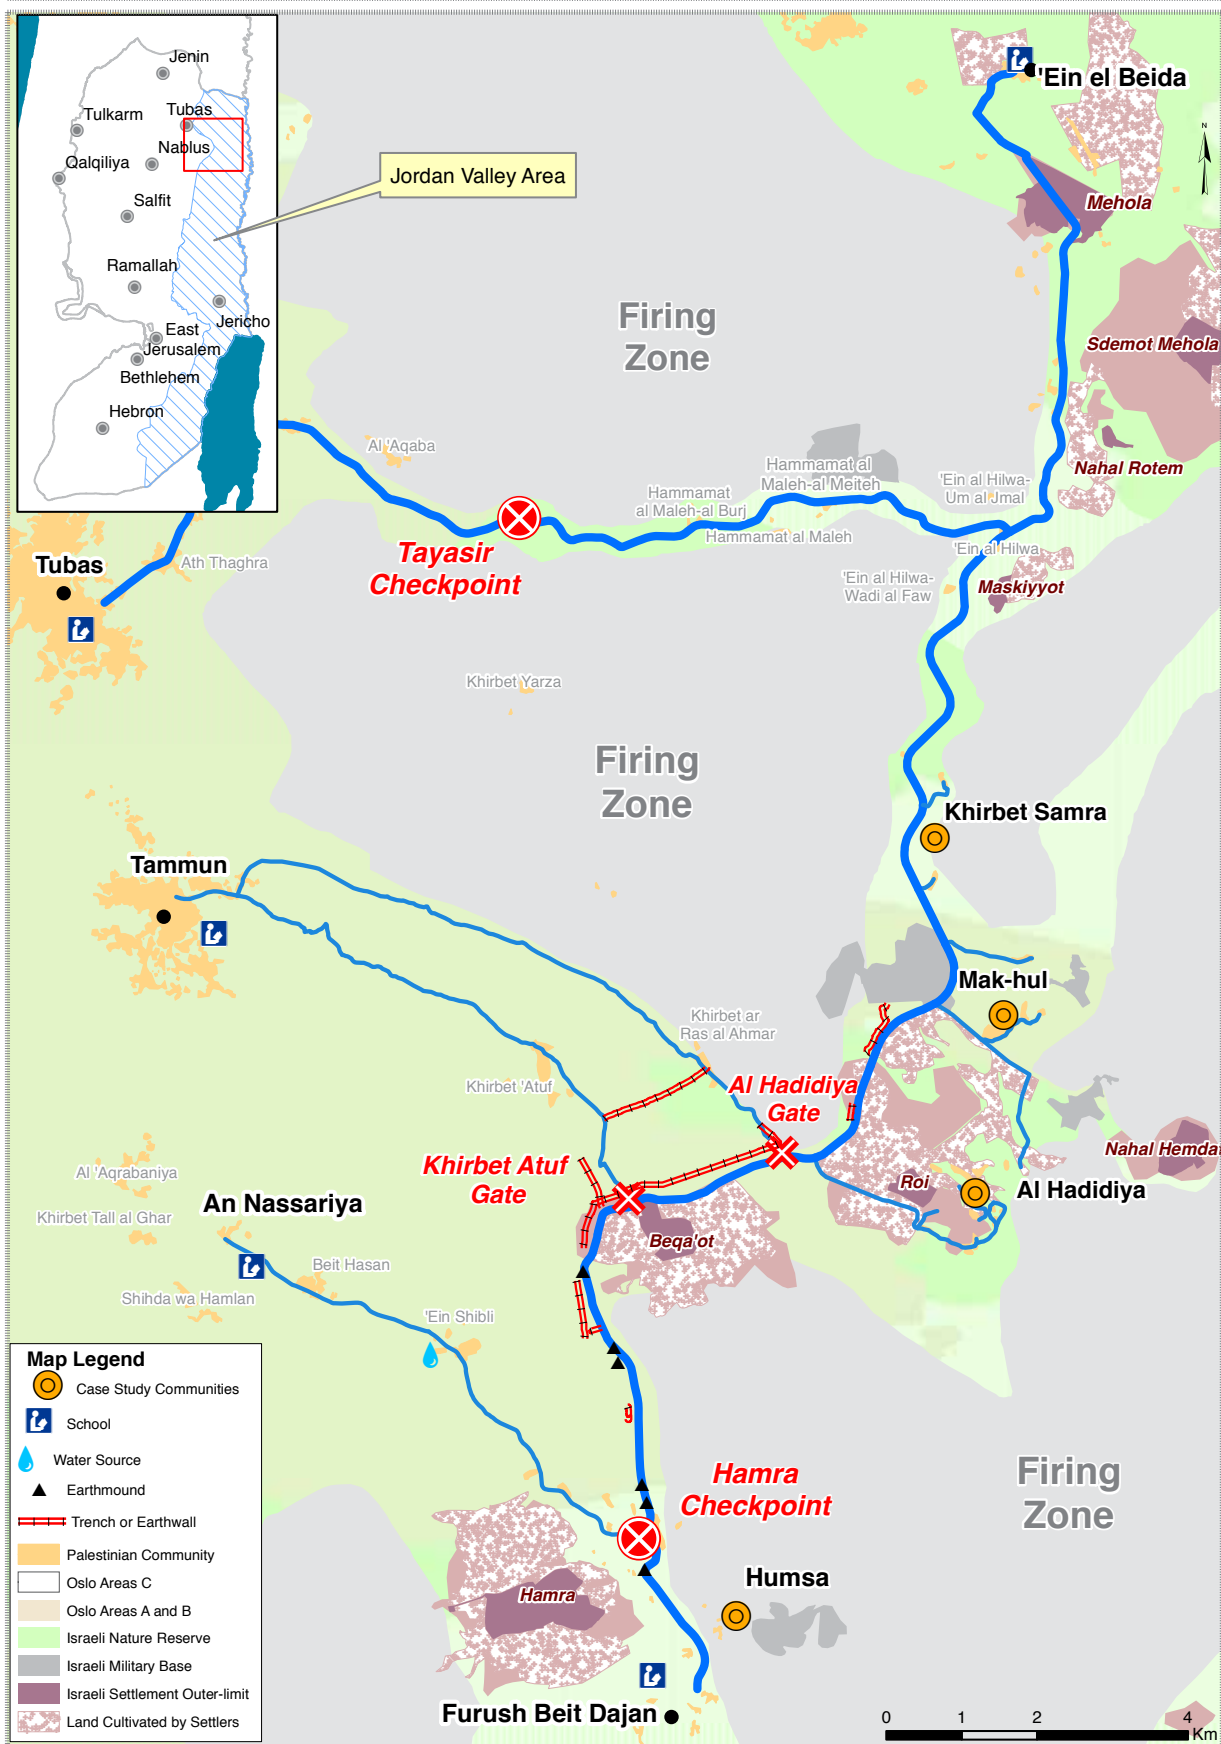 Jenin
Tulkarm
Tubas
Nablus
Qalqiliya
Salfit
Ramallah
Jericho
East
Jerusalem
Bethlehem
Hebron
Jordan Valley Area
'Ein el Beida
N
Mehola
Firing
Zone
Sdemot Mehola
Al 'Aqaba
Nahal Rotem
Hammamat al
Maleh-al Meiteh
Hammamat
al Maleh-al Burj
Hammamat al Maleh
'Ein al Hilwa-
Um al Jmal
'Ein al Hilwa
Tayasir
Checkpoint
Tubas
Ath Thaghra
'Ein al Hilwa-
Wadi al Faw
Maskiyyot
Khirbet Yarza
Firing
Zone
Khirbet Samra
Tammun
Mak-hul
Khirbet ar
Ras al Ahmar
Al Hadidiya
Gate
Khirbet 'Atuf
Khirbet Atuf
Gate
Nahal Hemdat
Al 'Aqrabaniya
Roi
Al Hadidiya
An Nassariya
Khirbet Tall al Ghar
Beqa'ot
Beit Hasan
Shihda wa Hamlan
'Ein Shibli
Map Legend
Case Study Communities
School
Water Source
Earthmound
Trench or Earthwall
Palestinian Community
Oslo Areas C
Oslo Areas A and B
Israeli Nature Reserve
Israeli Military Base
Israeli Settlement Outer-limit
Land Cultivated by Settlers
Hamra
Checkpoint
Firing
Zone
Humsa
Hamra
Furush Beit Dajan
0 1 2 4
Km